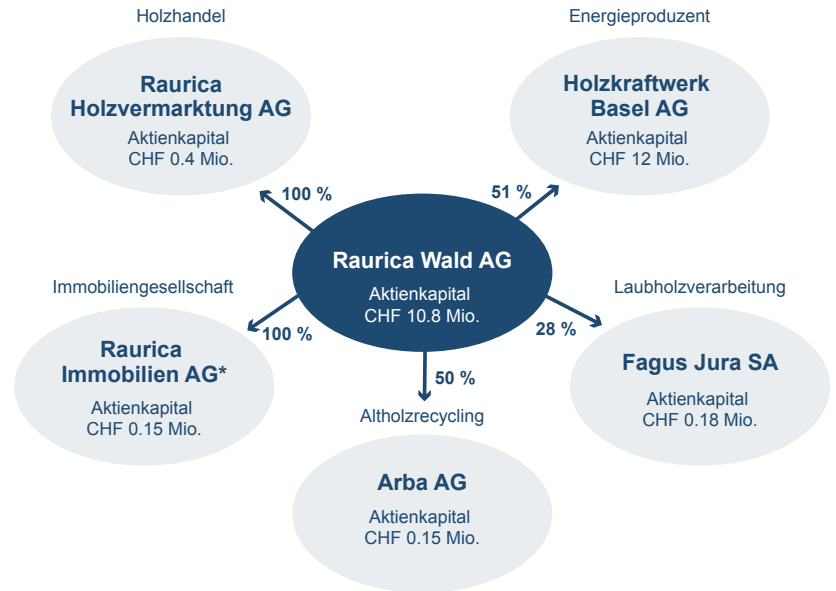 Holzhandel
Raurica
Holzvermarktung AG
Aktienkapital
CHF 0.4 Mio.
Energieproduzent
Holzkraftwerk
Basel AG
Aktienkapital
CHF 12 Mio.
100 %
51 %
Raurica Wald AG
Aktienkapital
CHF 10.8 Mio.
Immobiliengesellschaft
100 %
Raurica
Immobilien AG*
Aktienkapital
CHF 0.15 Mio.
Laubholzverarbeitung
28 %
Fagus Jura SA
Aktienkapital
CHF 0.18 Mio.
50 %
Altholzrecycling
Arba AG
Aktienkapital
CHF 0.15 Mio.